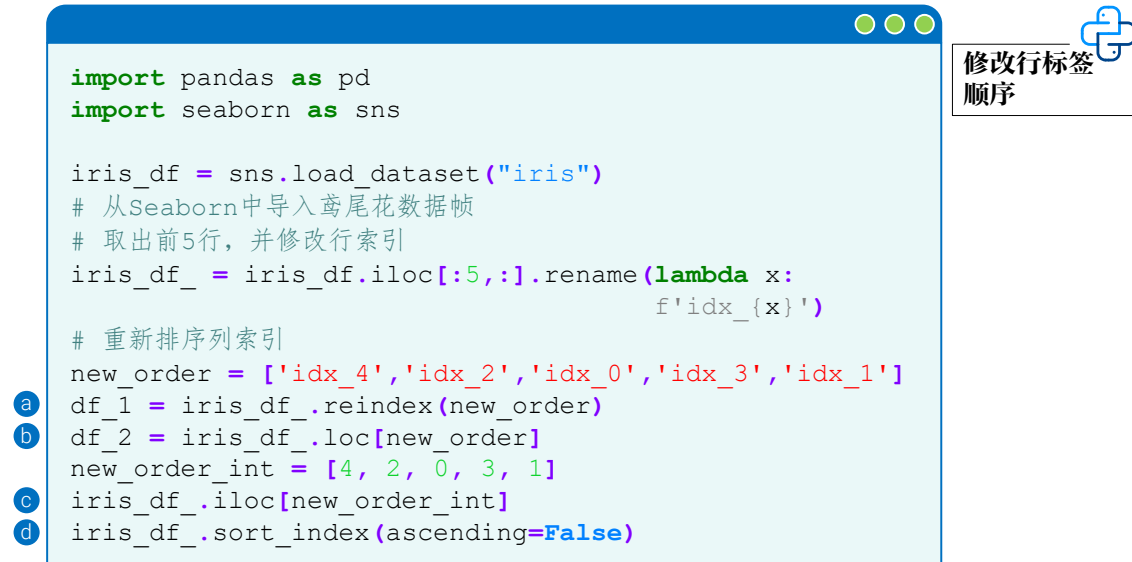 修改行标签
顺序
import pandas as pd
import seaborn as sns
iris_df = sns.load_dataset("iris")
# 从Seaborn中导入鸢尾花数据帧
# 取出前5行，并修改行索引
iris_df_ = iris_df.iloc[:5,:].rename(lambda x:
f'idx_{x}')
# 重新排序列索引
new_order = ['idx_4','idx_2','idx_0','idx_3','idx_1']
a df_1 = iris_df_.reindex(new_order)
b df_2 = iris_df_.loc[new_order]
new_order_int = [4, 2, 0, 3, 1]
c iris_df_.iloc[new_order_int]
d iris_df_.sort_index(ascending=False)